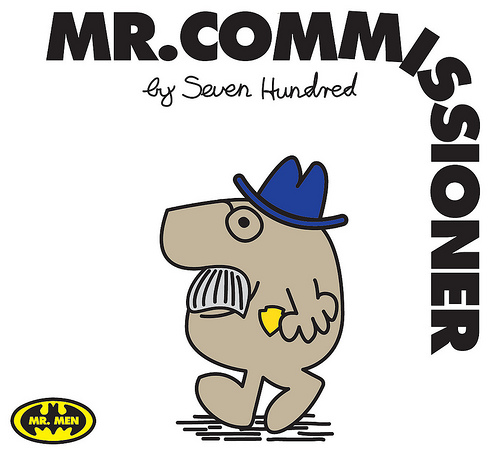 MR.COMMISSIONER
by Seven Hundred
MR. MEN